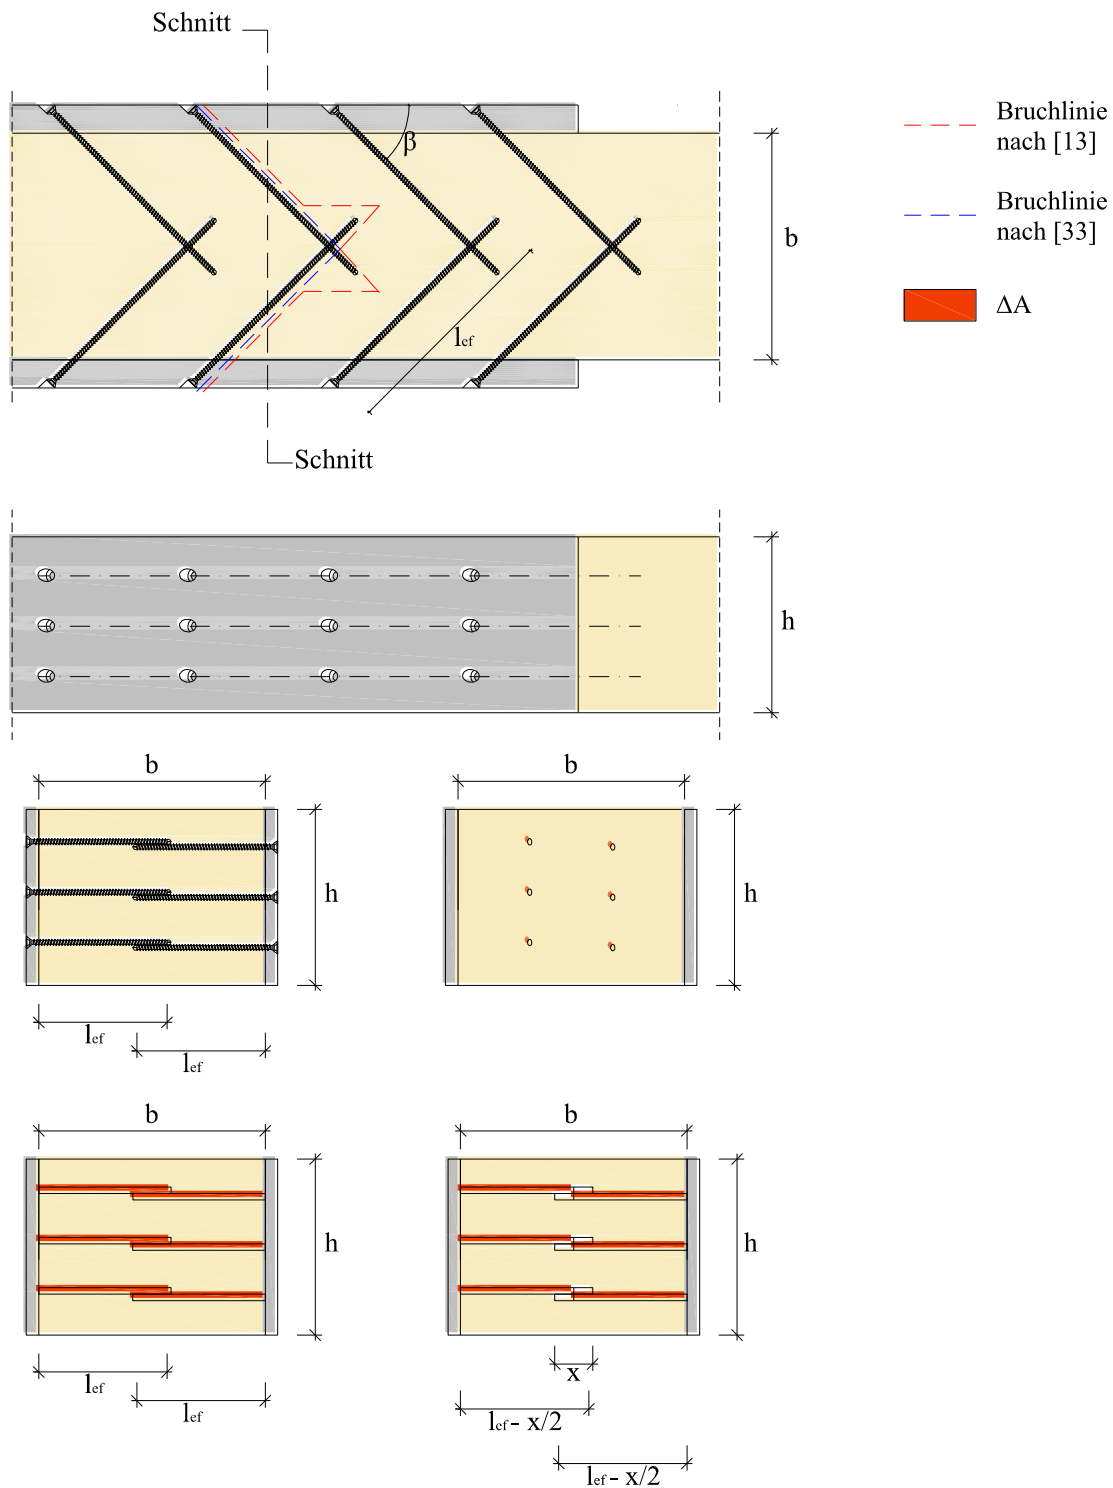 Schnitt
β
b
lef
Schnitt
Bruchlinie
nach [13]
Bruchlinie
nach [33]
ΔA
h
b
b
h
h
lef
lef
b
b
h
h
lef
lef
x
lef - x/2
lef - x/2